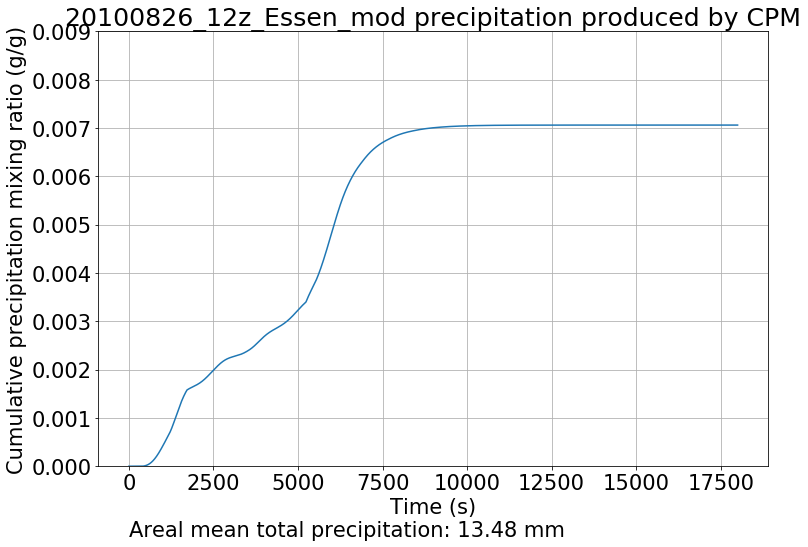 20100826_12z_Essen_mod precipitation produced by CPM
Cumulative precipitation mixing ratio (g/g)
0.009
0.008
0.007
0.006
0.005
0.004
0.003
0.002
0.001
0.000
0 2500 5000 7500 10000 12500 15000 17500
Time (s)
Areal mean total precipitation: 13.48 mm